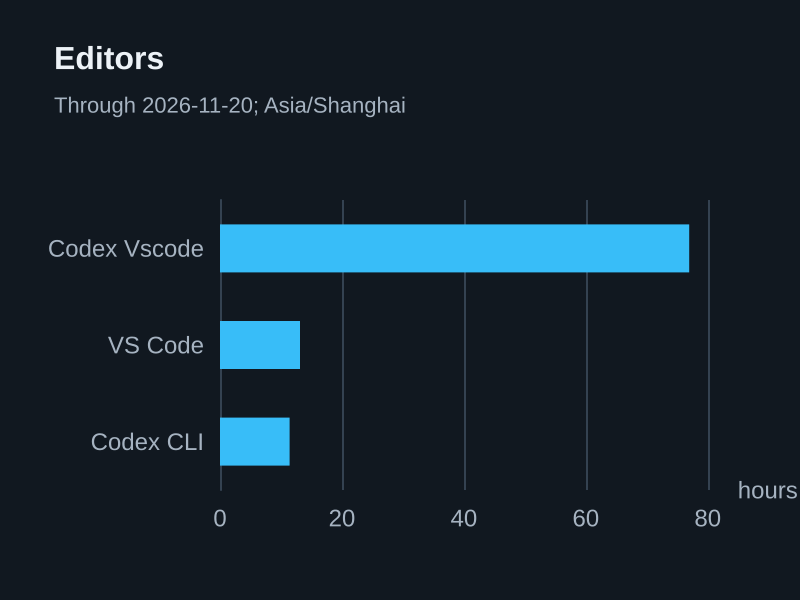 Editors
Through 2026-11-20; Asia/Shanghai
Codex Vscode
VS Code
Codex CLI
hours
0 20 40 60 80